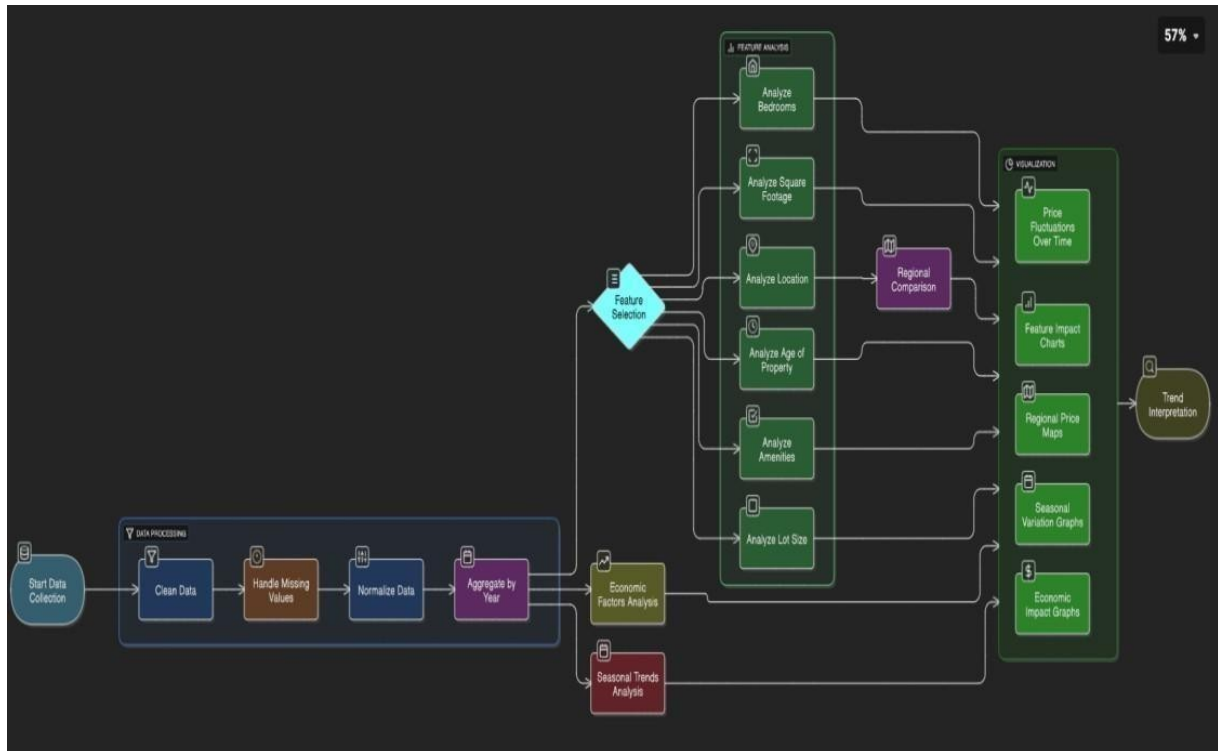 57%
FEATURE ANALYSIS
Analyze
Bedrooms
Analyze Square
Footage
Analyze Location
Analyze Age of
Property
Analyze
Amenities
Analyze Lot Size
Regional
Comparison
VISUALIZATION
Price
Fluctuations
Over Time
Feature Impact
Charts
Regional Price
Maps
Seasonal
Variation Graphs
Economic
Impact Graphs
Trend
Interpretation
Feature
Selection
DATA PROCESSING
Start Data
Collection
Clean Data
Handle Missing
Values
Normalize Data
Aggregate by
Year
Economic
Factors Analysis
Seasonal Trends
Analysis